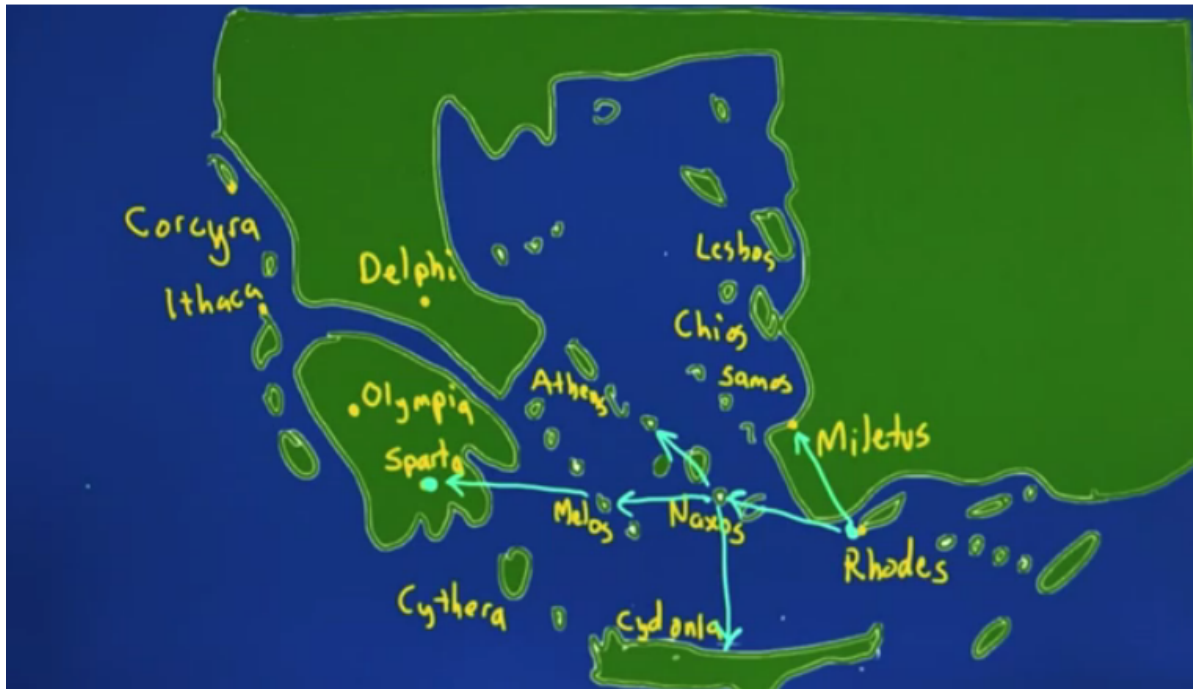 Corcyra
Ithaca
Delphi
Lesbos
Chios
Samos
Athens
Olympia
Sparta
Miletus
Melos
Naxos
Rhodes
Cythera
Cydonia